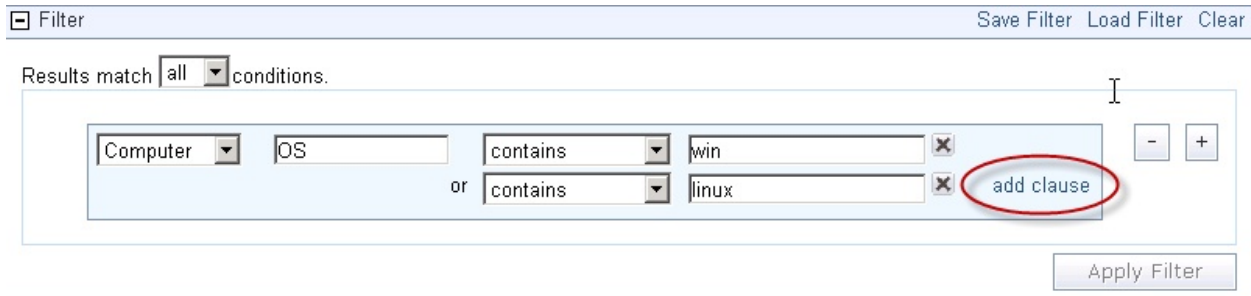 Filter Save Filter Load Filter Clear
Results match all conditions.
Computer OS contains win
or contains linux add clause
- +
Apply Filter